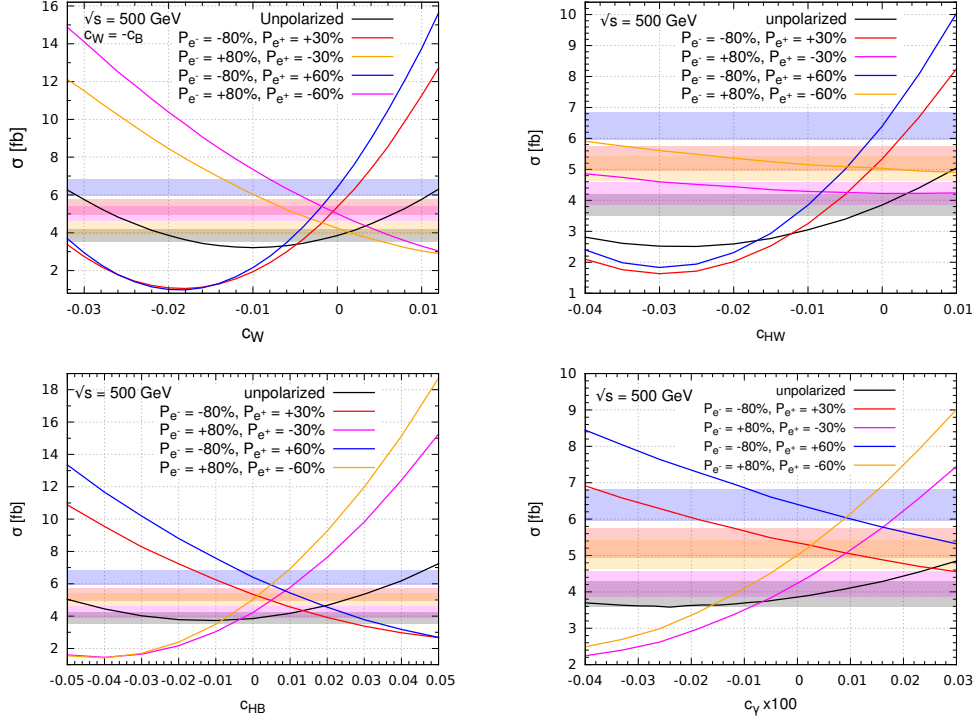 √s = 500 GeV
c_W = -c_B
Unpolarized
P_e- = -80%, P_e+ = +30%
P_e- = +80%, P_e+ = -30%
P_e- = -80%, P_e+ = +60%
P_e- = +80%, P_e+ = -60%
σ [fb]
16
14
12
10
8
6
4
2
-0.03 -0.02 -0.01 0 0.01
c_W
√s = 500 GeV
unpolarized
P_e- = -80%, P_e+ = +30%
P_e- = +80%, P_e+ = -30%
P_e- = -80%, P_e+ = +60%
P_e- = +80%, P_e+ = -60%
σ [fb]
10
9
8
7
6
5
4
3
2
1
-0.04 -0.03 -0.02 -0.01 0 0.01
c_HW
√s = 500 GeV
Unpolarized
P_e- = -80%, P_e+ = +30%
P_e- = +80%, P_e+ = -30%
P_e- = -80%, P_e+ = +60%
P_e- = +80%, P_e+ = -60%
σ [fb]
18
16
14
12
10
8
6
4
2
-0.05 -0.04 -0.03 -0.02 -0.01 0 0.01 0.02 0.03 0.04 0.05
c_HB
√s = 500 GeV
unpolarized
P_e- = -80%, P_e+ = +30%
P_e- = +80%, P_e+ = -30%
P_e- = -80%, P_e+ = +60%
P_e- = +80%, P_e+ = -60%
σ [fb]
10
9
8
7
6
5
4
3
2
-0.04 -0.03 -0.02 -0.01 0 0.01 0.02 0.03
c_γ x100